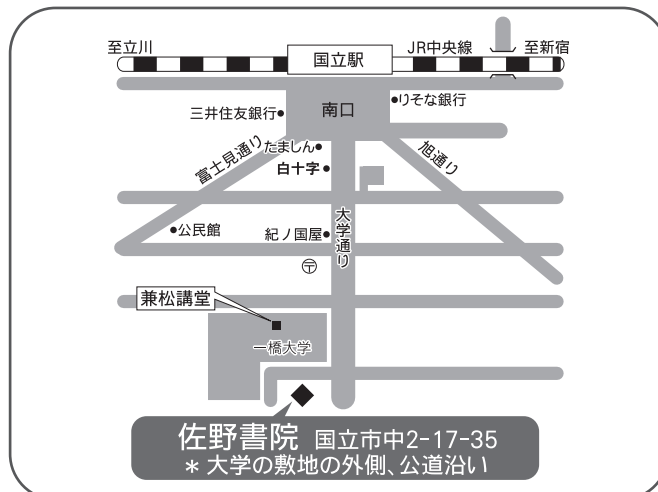 至立川
国立駅
JR中央線
至新宿
三井住友銀行
南口
りそな銀行
富士見通り
たましん
白十字
旭通り
公民館
紀ノ国屋
大学通り
〒
兼松講堂
一橋大学
佐野書院 国立市中2-17-35
＊大学の敷地の外側、公道沿い